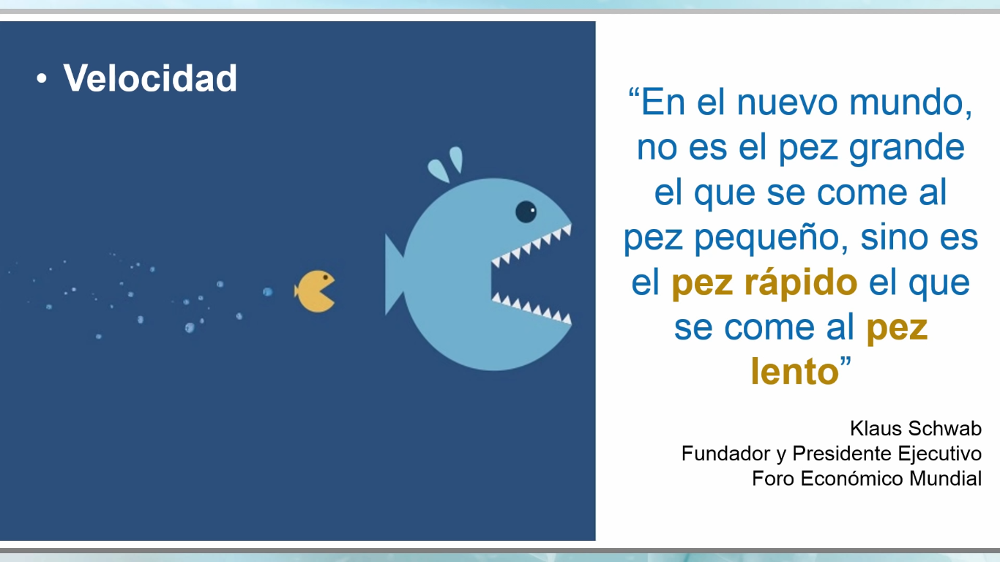 • Velocidad
“En el nuevo mundo,
no es el pez grande
el que se come al
pez pequeño, sino es
el pez rápido el que
se come al pez
lento”
Klaus Schwab
Fundador y Presidente Ejecutivo
Foro Económico Mundial